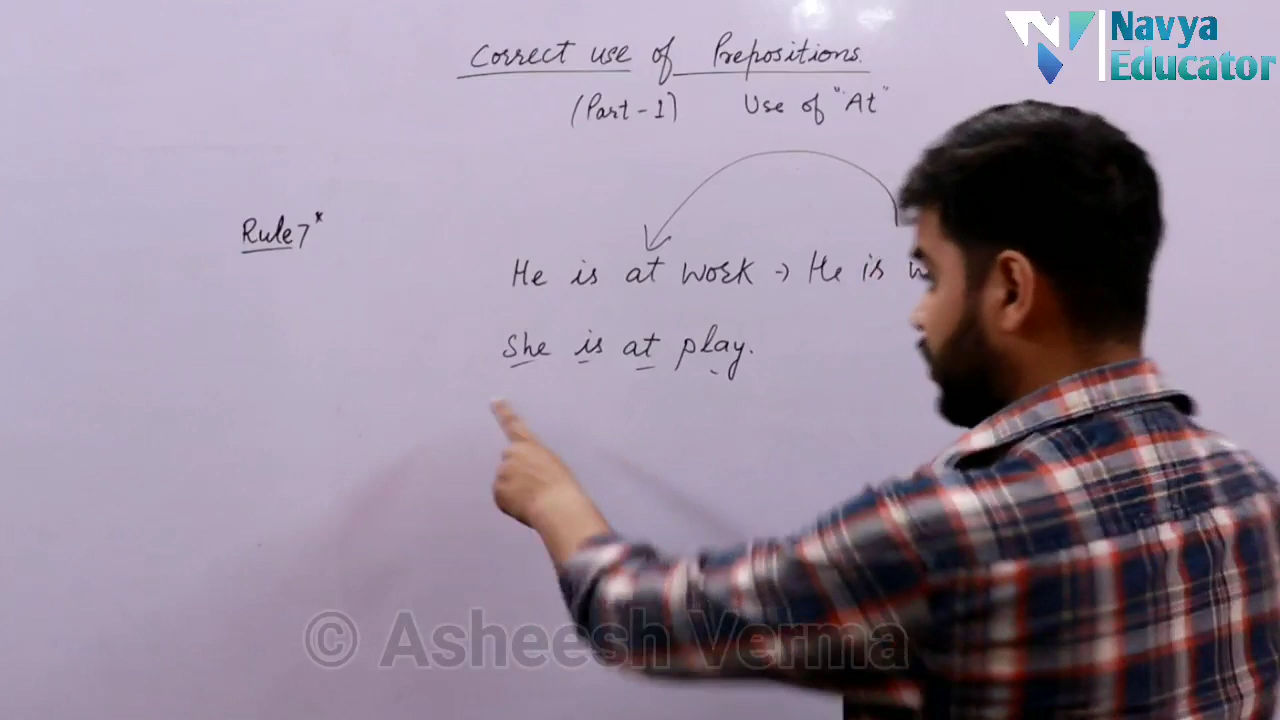 Navya
Educator
Correct use of Prepositions.
(Part-1) Use of "At"
Rule 7*
He is at work → He is
She is at play.
© Asheesh Verma